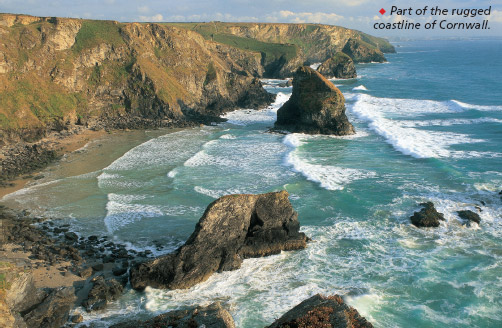 ◆ Part of the rugged
coastline of Cornwall.